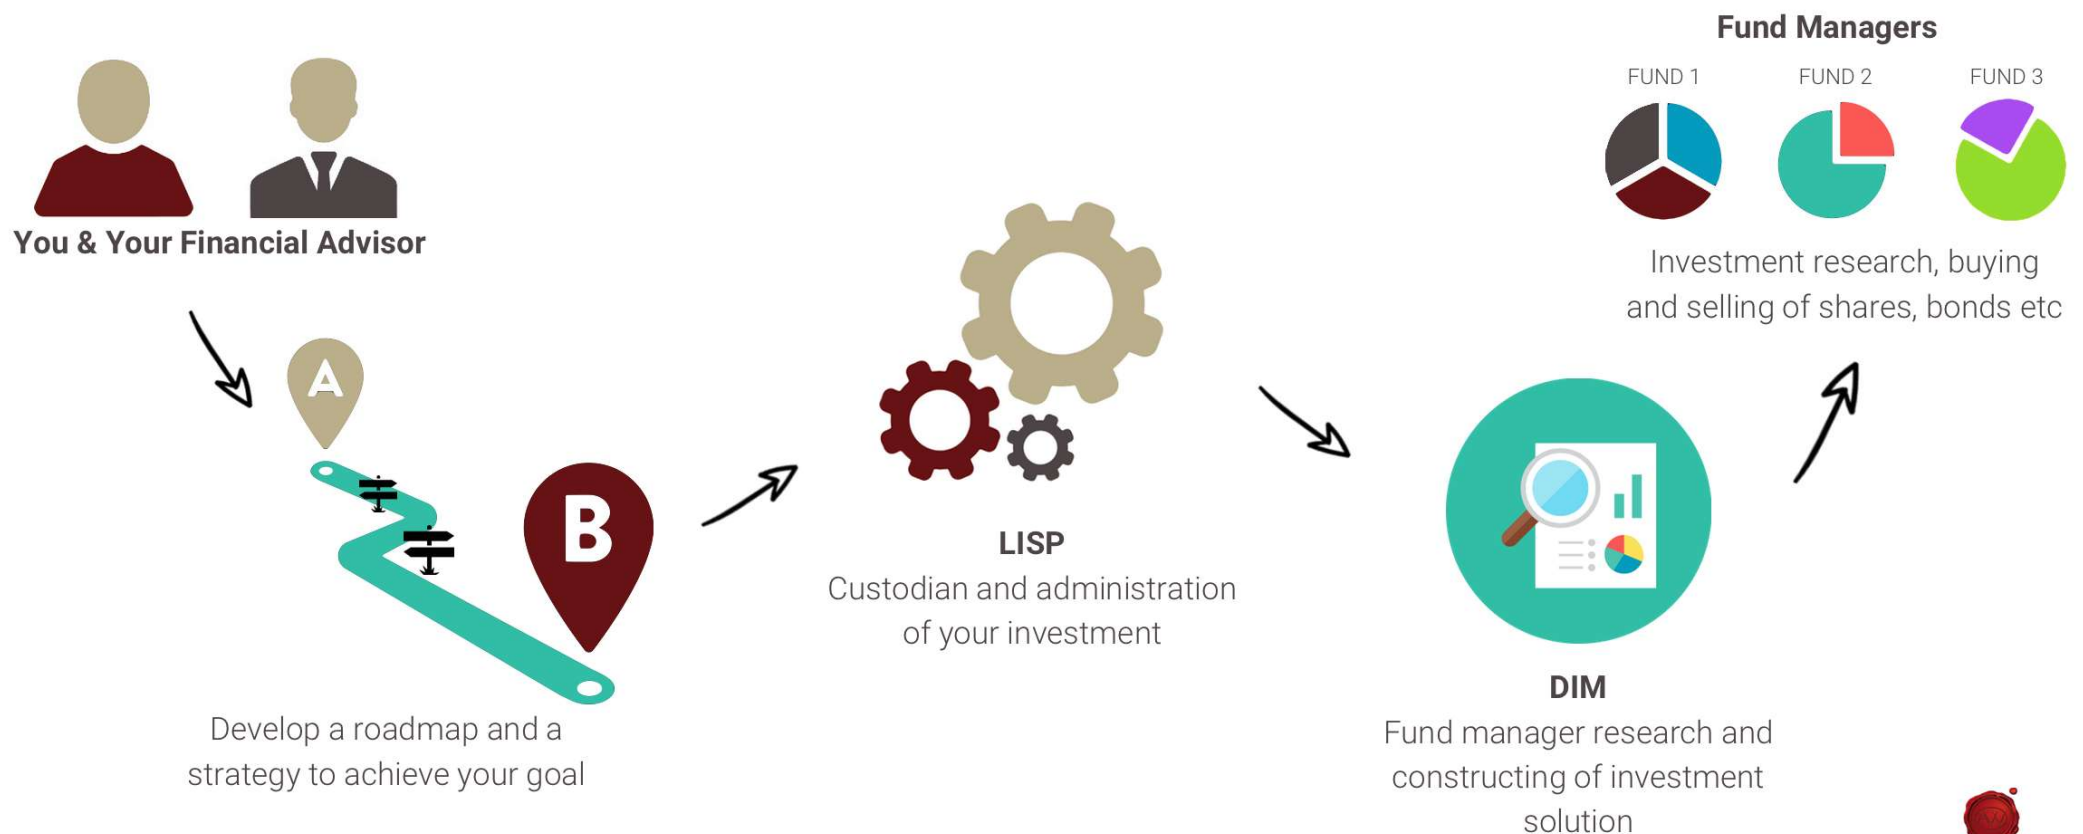 You & Your Financial Advisor
A
B
Develop a roadmap and a
strategy to achieve your goal
LISP
Custodian and administration
of your investment
DIM
Fund manager research and
constructing of investment
solution
Fund Managers
FUND 1
FUND 2
FUND 3
Investment research, buying
and selling of shares, bonds etc